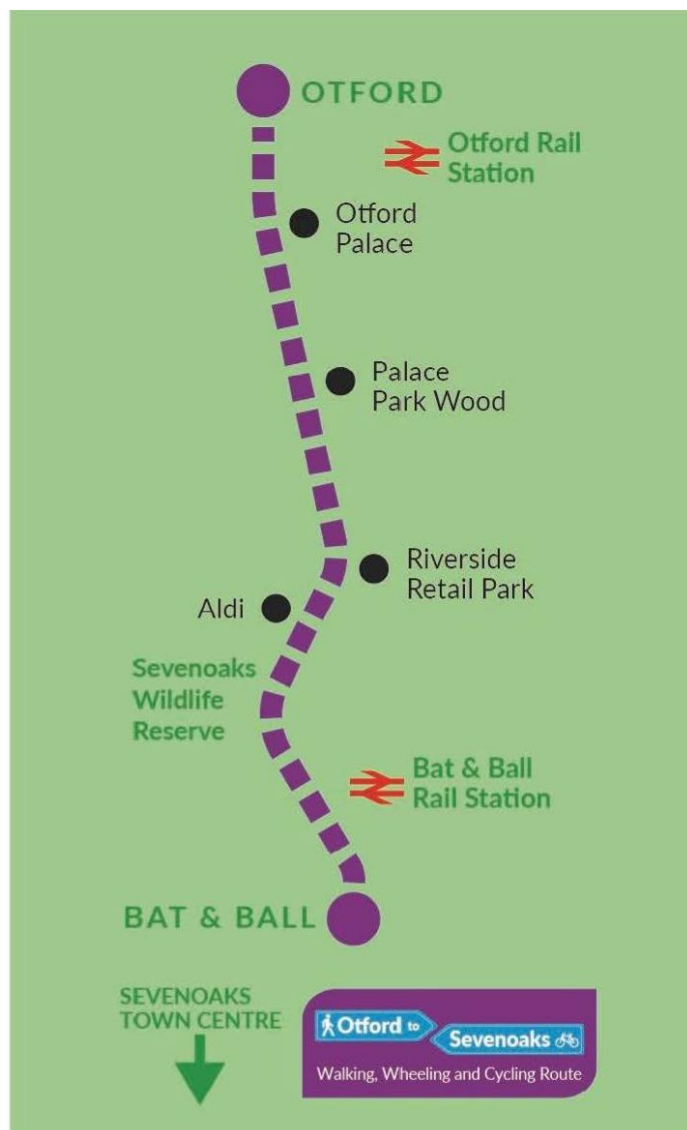 OTFORD
Otford Rail
Station
Otford
Palace
Palace
Park Wood
Riverside
Retail Park
Aldi
Sevenoaks
Wildlife
Reserve
Bat & Ball
Rail Station
BAT & BALL
SEVENOAKS
TOWN CENTRE
Otford to
Sevenoaks
Walking, Wheeling and Cycling Route